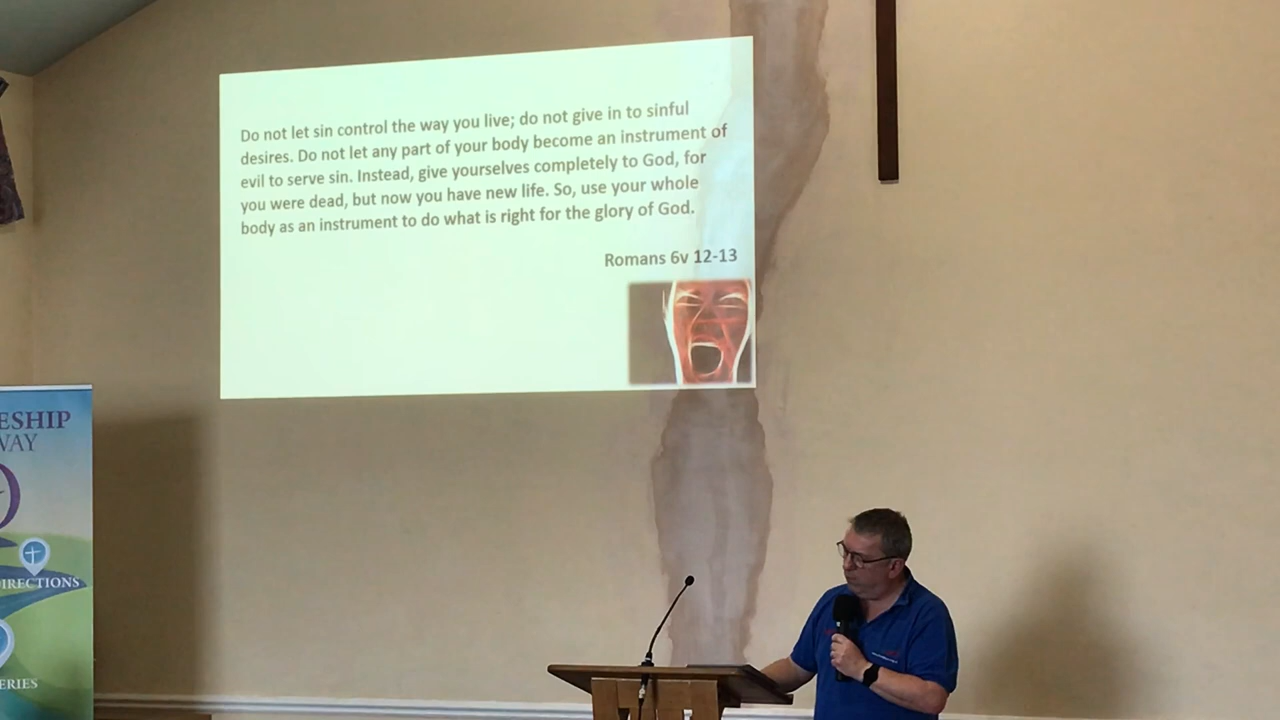 Do not let sin control the way you live; do not give in to sinful
desires. Do not let any part of your body become an instrument of
evil to serve sin. Instead, give yourselves completely to God, for
you were dead, but now you have new life. So, use your whole
body as an instrument to do what is right for the glory of God.
Romans 6v 12-13
ESHIP
WAY
IRECTIONS
ERIES